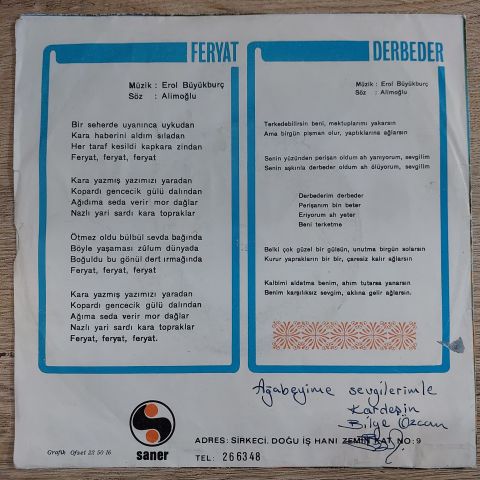 FERYAT
Müzik : Erol Büyükburç
Söz : Alimoğlu
Bir seherde uyanınca uykudan
Kara haberini aldım sıladan
Her taraf kesildi kapkara zindan
Feryat, feryat, feryat
Kara yazmış yazımızı yaradan
Kopardı gencecik gülü dalından
Ağıdıma seda verir mor dağlar
Nazlı yari sardı kara topraklar
Ötmez oldu bülbül sevda bağında
Böyle yaşaması zülum dünyada
Boğuldu bu gönül dert ırmağında
Feryat, feryat, feryat
Kara yazmış yazımızı yaradan
Kopardı gencecik gülü dalından
Ağıma seda verir mor dağlar
Nazlı yari sardı kara topraklar
Feryat, feryat, feryat.
DERBEDER
Müzik : Erol Büyükburç
Söz : Alimoğlu
Terkedebilirsin beni, mektuplarımı yakarsın
Ama birgün pişman olur, yaptıklarına ağlarsın
Senin yüzünden perişan oldum ah yanıyorum, sevgilim
Senin aşkınla derbeder oldum ah ölüyorum, sevgilim
Derbederim derbeder
Perişanım bin beter
Eriyorum ah yeter
Beni terketme
Belki çok güzel bir gülsün, unutma birgün solarsın
Kurur yaprakların bir bir, çaresiz kalır ağlarsın
Kalbimi aldatma benim, ahım tutarsa yanarsın
Benim karşılıksız sevgim, aklına gelir ağlarsın.
Ağabeyime sevgilerimle
Kardeşin
Bilge Özcan
saner
Grafik Ofset 22 50 16
ADRES: SİRKECİ. DOĞU İŞ HANI ZEMİN KAT NO: 9
TEL: 266348